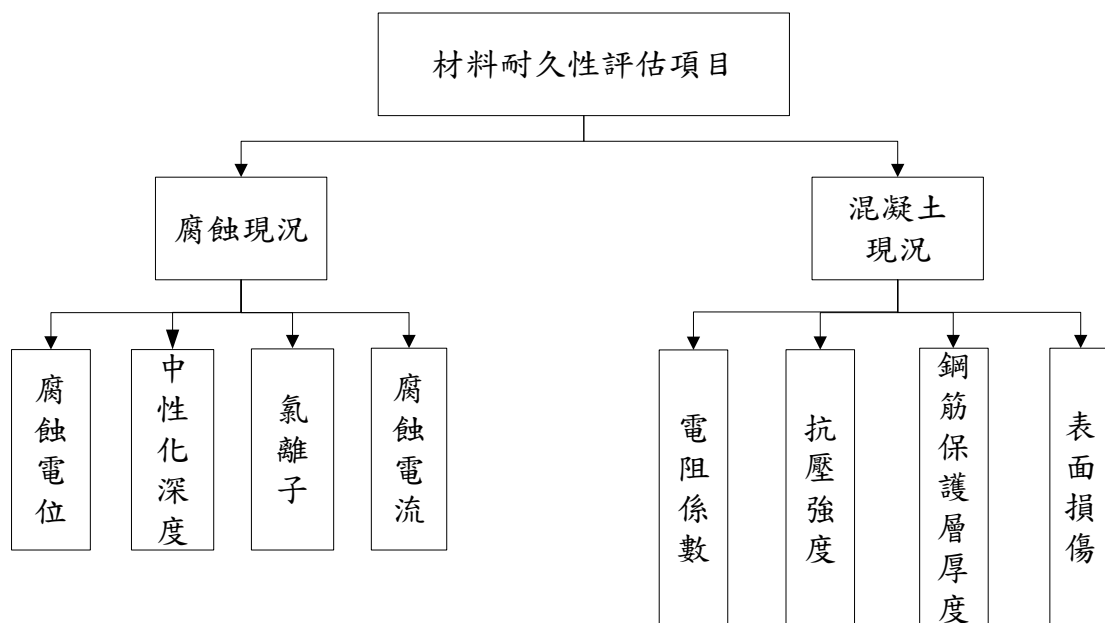 材料耐久性評估項目
腐蝕現況
混凝土
現況
腐蝕電位
中性化深度
氯離子
腐蝕電流
電阻係數
抗壓強度
鋼筋保護層厚度
表面損傷